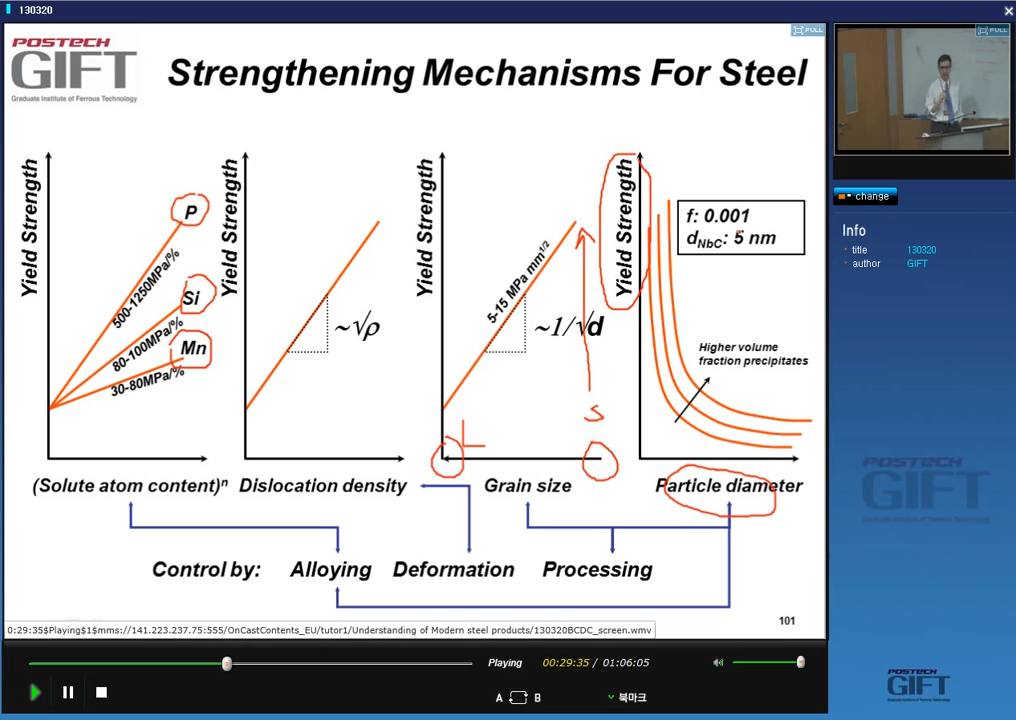 130320
FULL
FULL
POSTECH
GIFT
Graduate Institute of Ferrous Technology
Strengthening Mechanisms For Steel
Yield Strength
P
Si
Mn
500-1250MPa/%
80-100MPa/%
30-80MPa/%
(Solute atom content)ⁿ
Yield Strength
~√ρ
Dislocation density
Yield Strength
5-15 MPa mm1/2
~1/√d
L
S
Grain size
Yield Strength
f: 0.001
dNbC: 5 nm
Higher volume
fraction precipitates
Particle diameter
Control by: Alloying Deformation Processing
101
0:29:35$Playing$1$mms://141.223.237.75:555/OnCastContents_EU/tutor1/Understanding of Modern steel products/130320BCDC_screen.wmv
change
Info
title 130320
author GIFT
POSTECH
GIFT
Playing 00:29:35 / 01:06:05
A B
북마크
POSTECH
GIFT